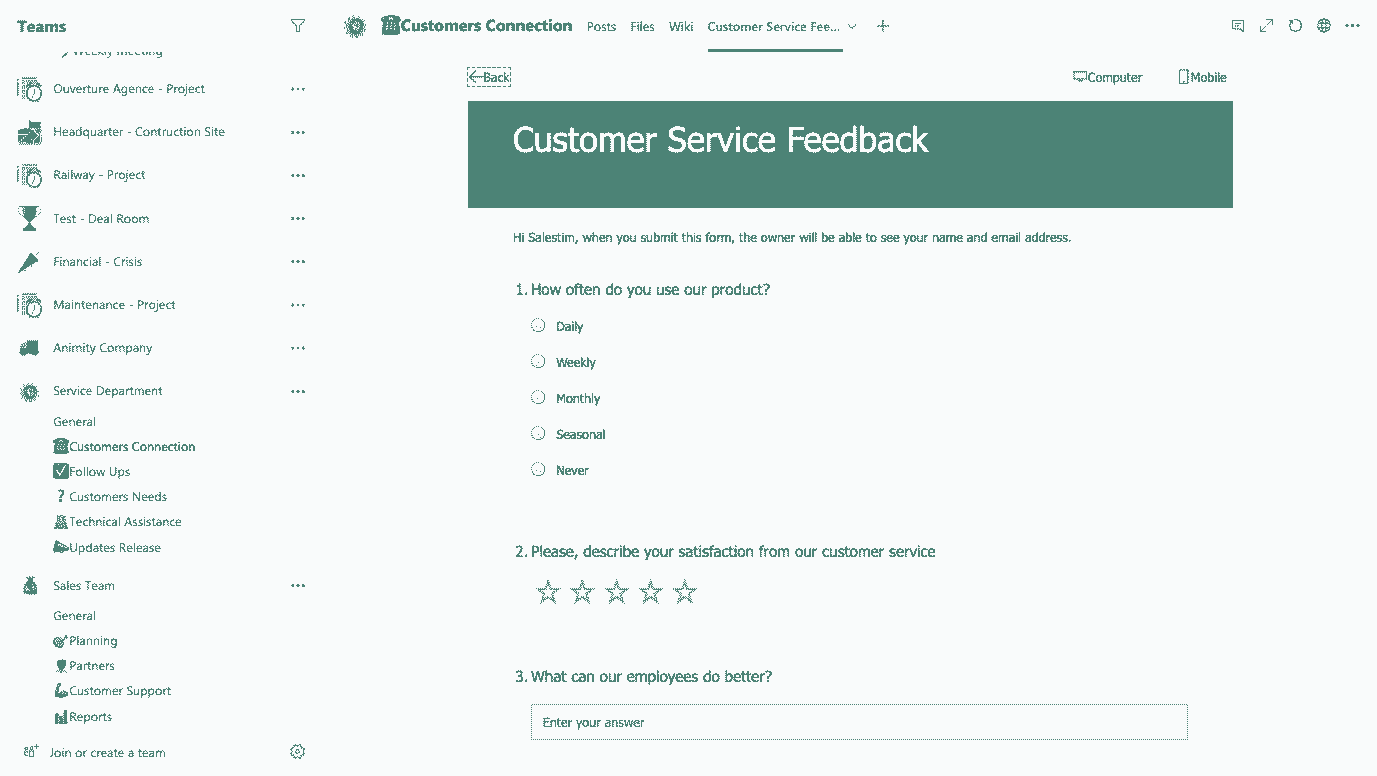 Teams
Weekly meeting
Ouverture Agence - Project
Headquarter - Contruction Site
Railway - Project
Test - Deal Room
Financial - Crisis
Maintenance - Project
Animity Company
Service Department
General
Customers Connection
Follow Ups
Customers Needs
Technical Assistance
Updates Release
Sales Team
General
Planning
Partners
Customer Support
Reports
Join or create a team
Customers Connection Posts Files Wiki Customer Service Fee...
Back Computer Mobile
Customer Service Feedback
Hi Salestim, when you submit this form, the owner will be able to see your name and email address.
1. How often do you use our product?
Daily
Weekly
Monthly
Seasonal
Never
2. Please, describe your satisfaction from our customer service
3. What can our employees do better?
Enter your answer